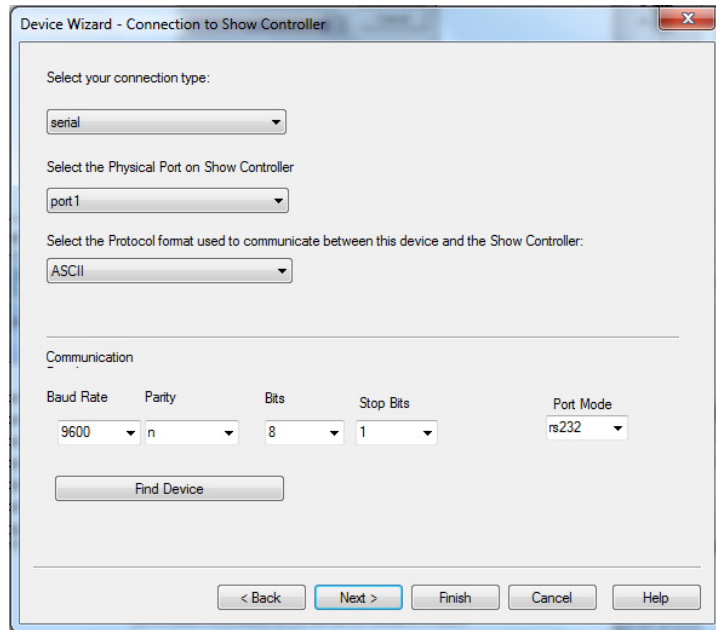 Device Wizard - Connection to Show Controller
Select your connection type:
serial
Select the Physical Port on Show Controller
port1
Select the Protocol format used to communicate between this device and the Show Controller:
ASCII
Communication
Baud Rate Parity Bits Stop Bits Port Mode
9600 n 8 1 rs232
Find Device
< Back Next > Finish Cancel Help